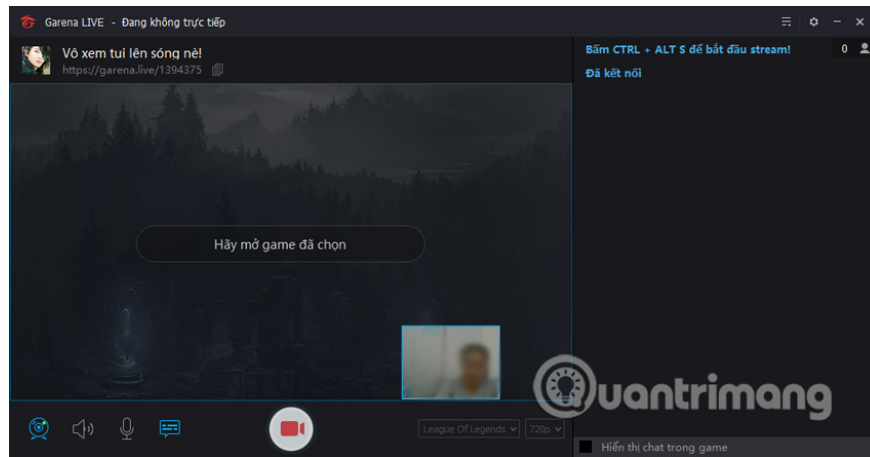 Garena LIVE - Đang không trực tiếp
Vô xem tui lên sóng nè!
https://garena.live/1394375
Bấm CTRL + ALT S để bắt đầu stream!
0
Đã kết nối
Hãy mở game đã chọn
uantrimang
League Of Legends
720p
Hiển thị chat trong game